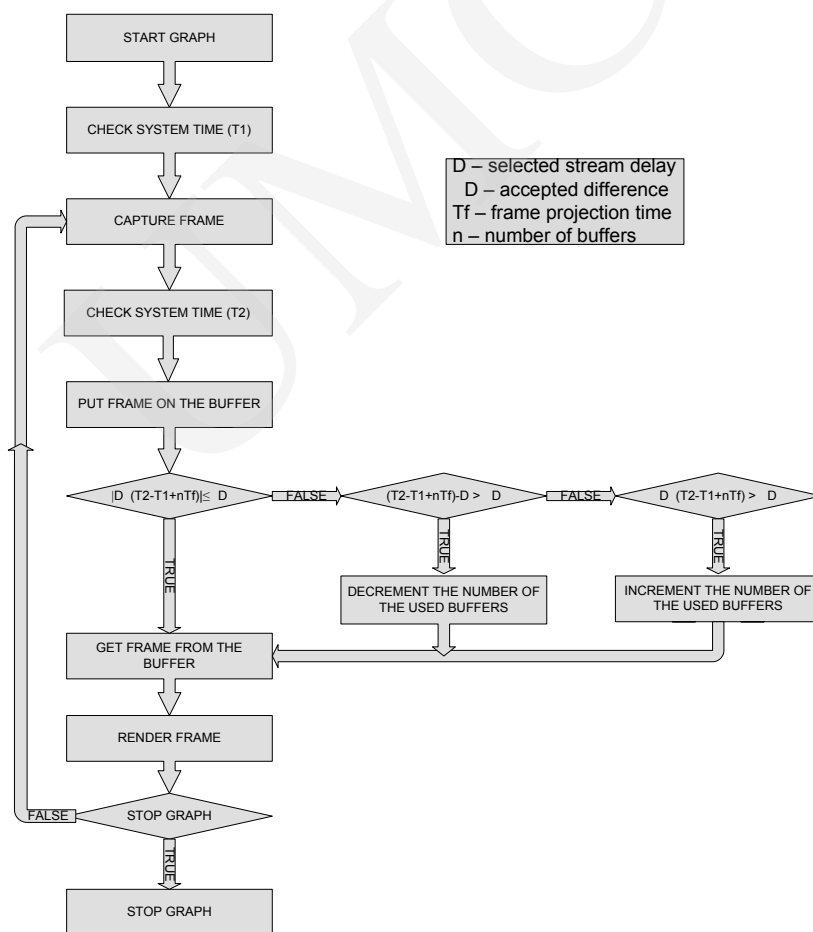 START GRAPH
CHECK SYSTEM TIME (T1)
D – selected stream delay
D – accepted difference
Tf – frame projection time
n – number of buffers
CAPTURE FRAME
CHECK SYSTEM TIME (T2)
PUT FRAME ON THE BUFFER
|D (T2-T1+nTf)|≤ D
FALSE
(T2-T1+nTf)-D > D
FALSE
D (T2-T1+nTf) > D
TRUE
TRUE
TRUE
DECREMENT THE NUMBER OF
THE USED BUFFERS
INCREMENT THE NUMBER OF
THE USED BUFFERS
GET FRAME FROM THE
BUFFER
RENDER FRAME
FALSE
STOP GRAPH
TRUE
STOP GRAPH
UMC